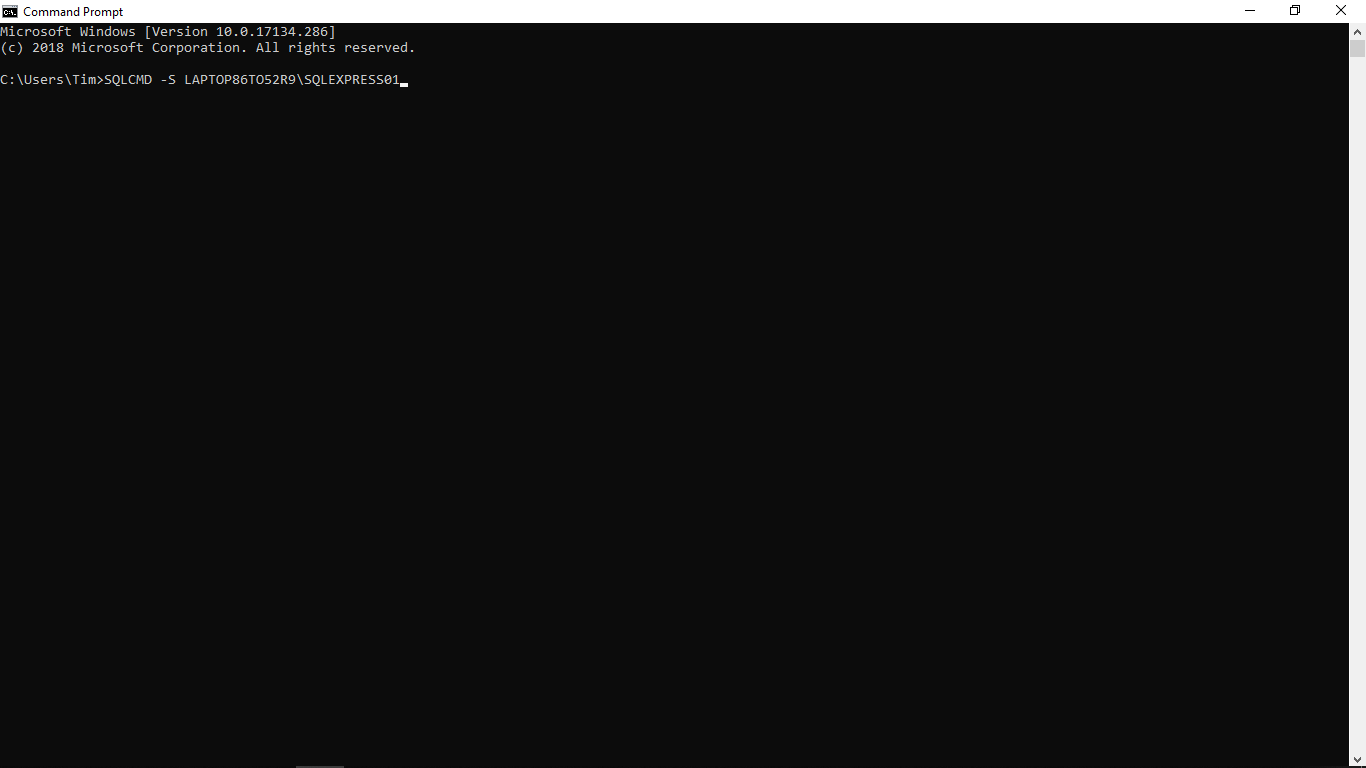 Command Prompt
Microsoft Windows [Version 10.0.17134.286]
(c) 2018 Microsoft Corporation. All rights reserved.
C:\Users\Tim>SQLCMD -S LAPTOP86TO52R9\SQLEXPRESS01